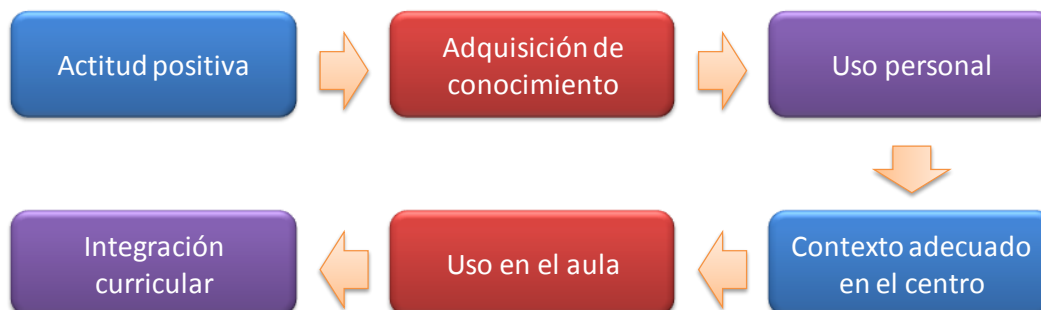 Actitud positiva
Adquisición de
conocimiento
Uso personal
Contexto adecuado
en el centro
Uso en el aula
Integración
curricular